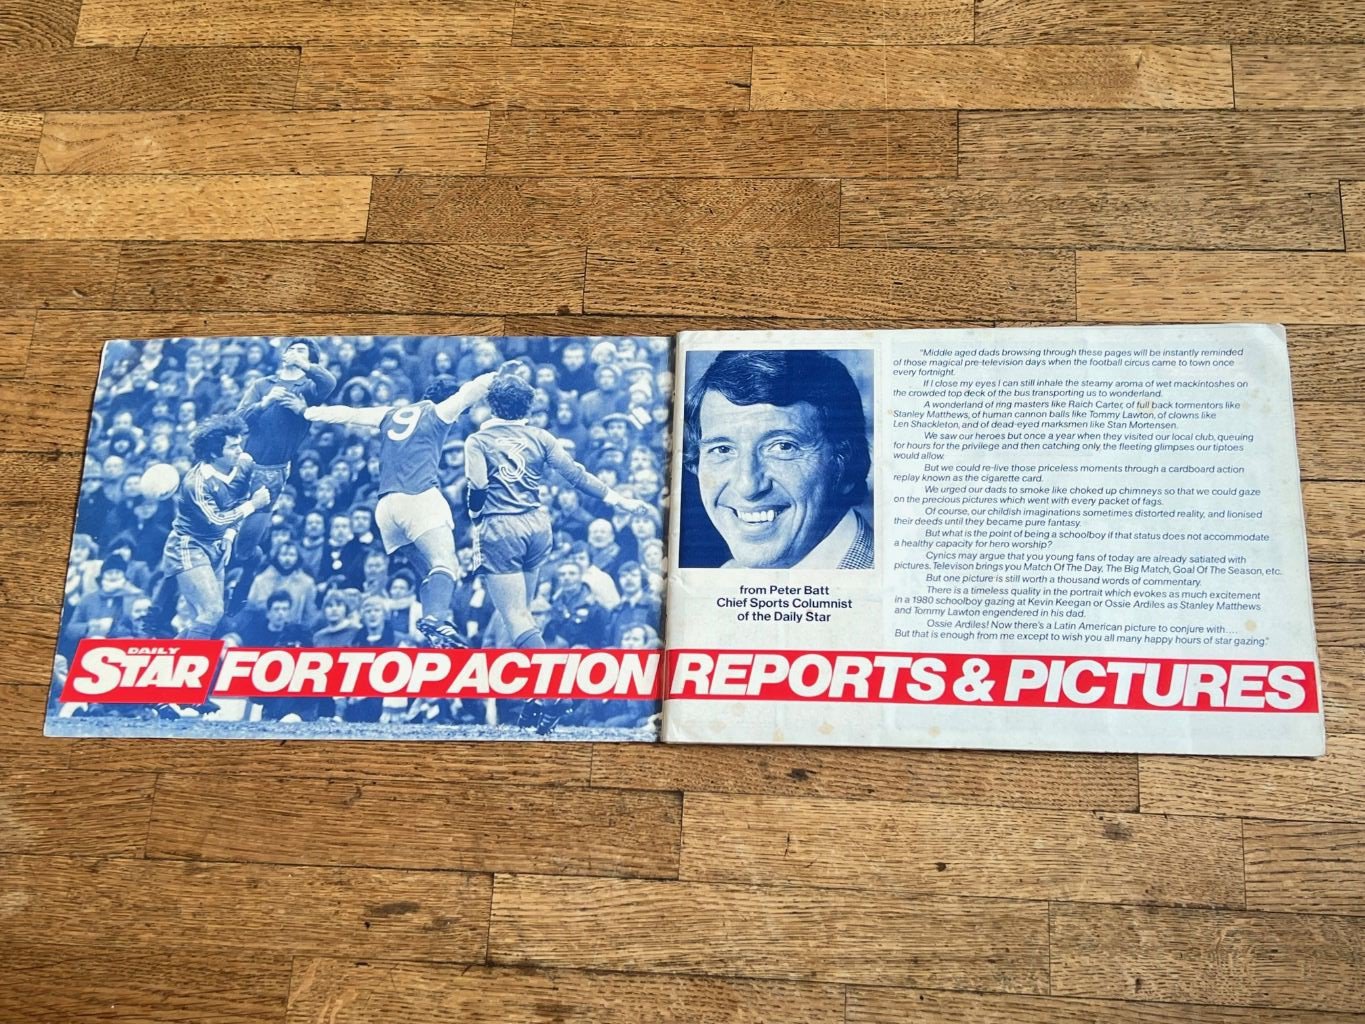 9
3
DAILY
STAR FOR TOP ACTION REPORTS & PICTURES
from Peter Batt
Chief Sports Columnist
of the Daily Star
"Middle aged dads browsing through these pages will be instantly reminded
of those magical pre-television days when the football circus came to town once
every fortnight.
If I close my eyes I can still inhale the steamy aroma of wet mackintoshes on
the crowded top deck of the bus transporting us to wonderland.
A wonderland of ring masters like Raich Carter, of full back tormentors like
Stanley Matthews, of human cannon balls like Tommy Lawton, of clowns like
Len Shackleton, and of dead-eyed marksmen like Stan Mortensen.
We saw our heroes but once a year when they visited our local club, queuing
for hours for the privilege and then catching only the fleeting glimpses our tiptoes
would allow.
But we could re-live those priceless moments through a cardboard action
replay known as the cigarette card.
We urged our dads to smoke like choked up chimneys so that we could gaze
on the precious pictures which went with every packet of fags.
Of course, our childish imaginations sometimes distorted reality, and lionised
their deeds until they became pure fantasy.
But what is the point of being a schoolboy if that status does not accommodate
a healthy capacity for hero worship?
Cynics may argue that you young fans of today are already satiated with
pictures. Televison brings you Match Of The Day, The Big Match, Goal Of The Season, etc.
But one picture is still worth a thousand words of commentary.
There is a timeless quality in the portrait which evokes as much excitement
in a 1980 schoolboy gazing at Kevin Keegan or Ossie Ardiles as Stanley Matthews
and Tommy Lawton engendered in his dad.
Ossie Ardiles! Now there's a Latin American picture to conjure with....
But that is enough from me except to wish you all many happy hours of star gazing."